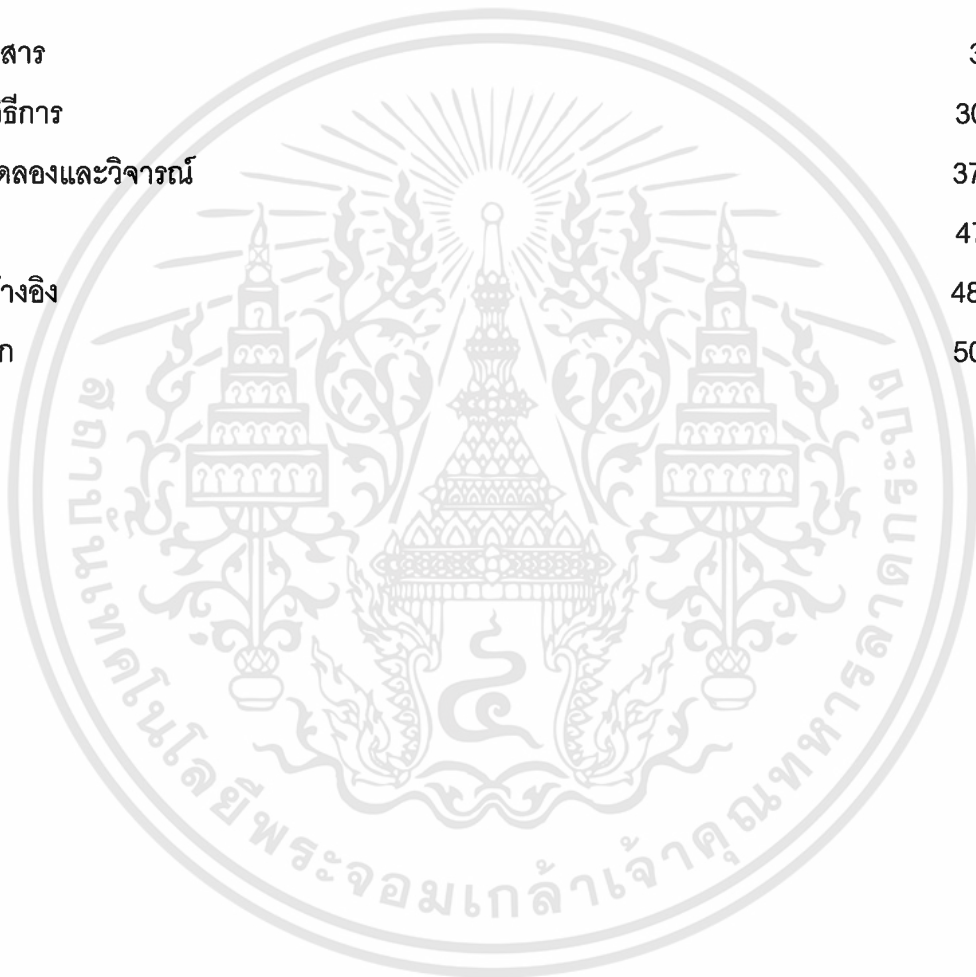 สาร 3
ธีการ 30
ดลองและวิจารณ์ 37
47
้างอิง 48
ก 50
สถาบันเทคโนโลยีพระจอมเกล้าเจ้าคุณทหารลาดกระบัง
๔